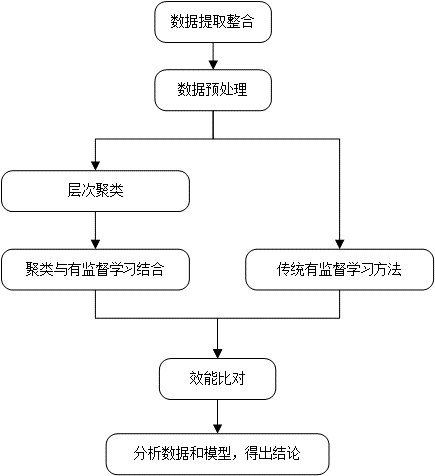 数据提取整合
数据预处理
层次聚类
聚类与有监督学习结合
传统有监督学习方法
效能比对
分析数据和模型，得出结论